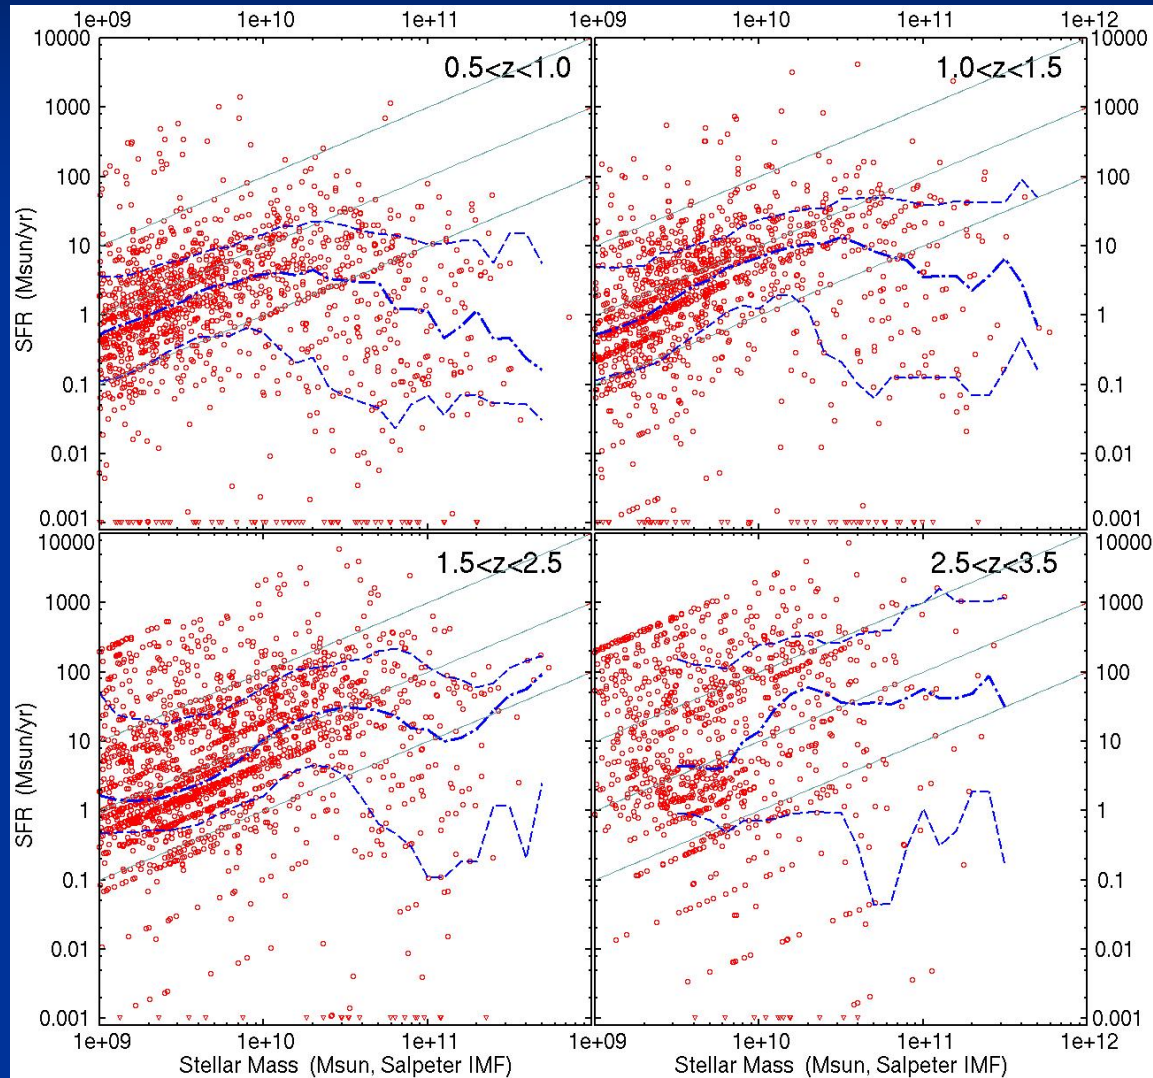 1e+09 1e+10 1e+11 1e+09 1e+10 1e+11 1e+12
10000 0.5<z<1.0 1.0<z<1.5 10000
1000 1000
100 100
10 10
1 1
0.1 0.1
0.01 0.01
0.001 0.001
SFR (Msun/yr)
10000 1.5<z<2.5 2.5<z<3.5 10000
1000 1000
100 100
10 10
1 1
0.1 0.1
0.01 0.01
0.001 0.001
SFR (Msun/yr)
1e+09 1e+10 1e+11 1e+09 1e+10 1e+11 1e+12
Stellar Mass (Msun, Salpeter IMF) Stellar Mass (Msun, Salpeter IMF)